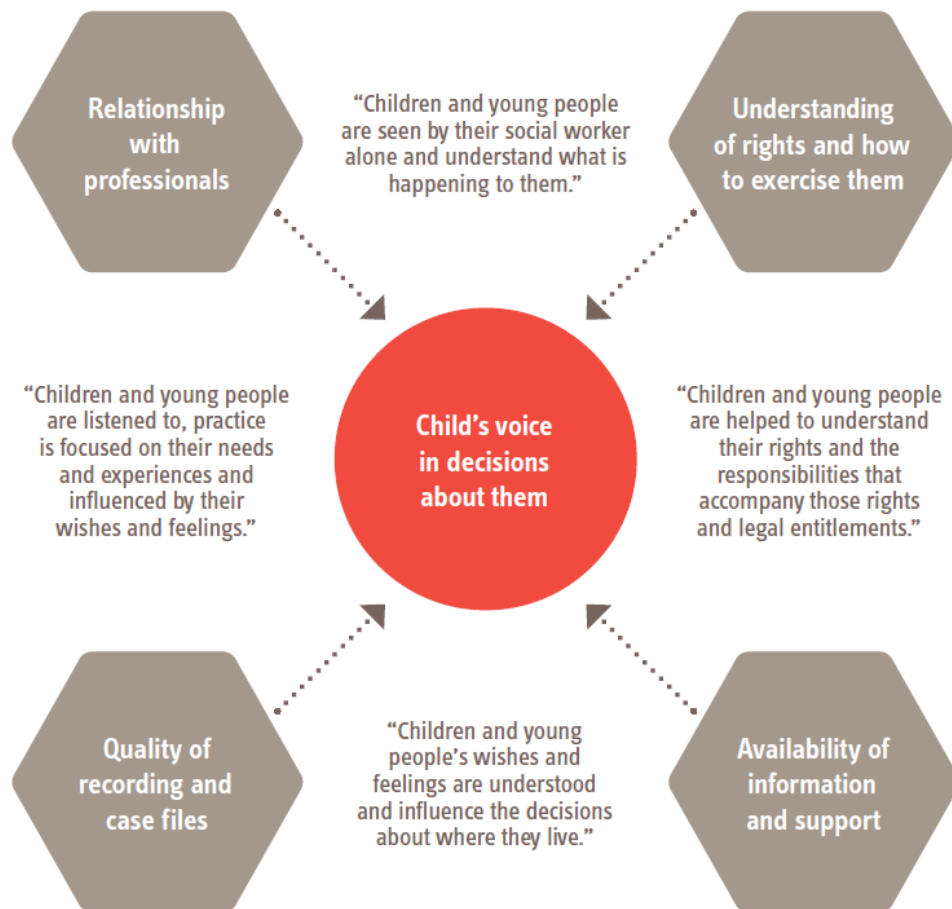 Relationship
with
professionals
“Children and young people
are seen by their social worker
alone and understand what is
happening to them.”
Understanding
of rights and how
to exercise them
“Children and young people
are listened to, practice
is focused on their needs
and experiences and
influenced by their
wishes and feelings.”
Child’s voice
in decisions
about them
“Children and young people
are helped to understand
their rights and the
responsibilities that
accompany those rights
and legal entitlements.”
Quality of
recording and
case files
“Children and young
people’s wishes and
feelings are understood
and influence the decisions
about where they live.”
Availability of
information
and support